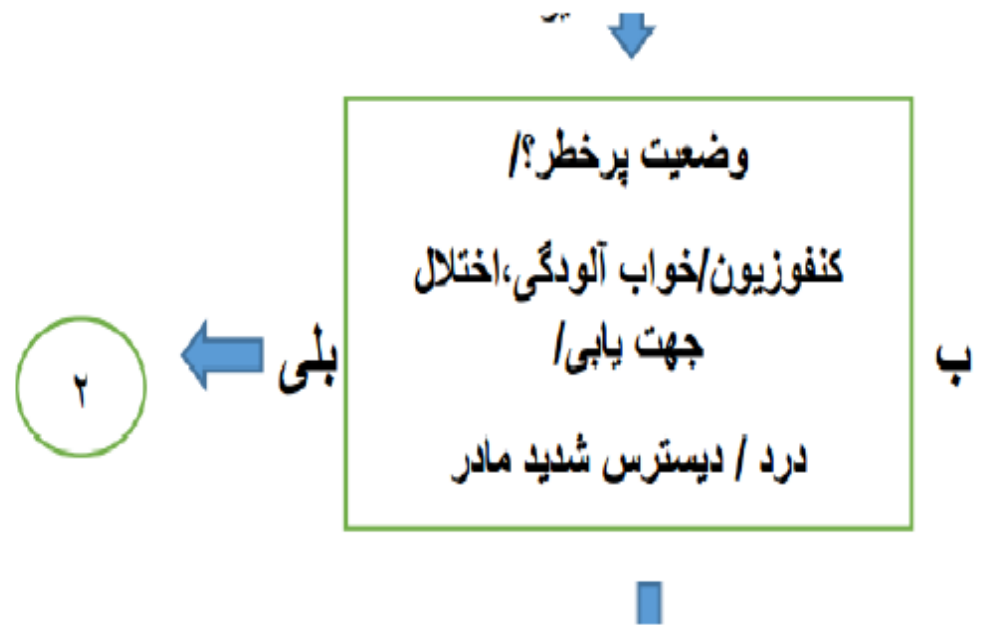 وضعیت پرخطر؟/
کنفوزیون/خواب آلودگی،اختلال
جهت یابی/
درد / دیسترس شدید مادر
ب
بلی
۲